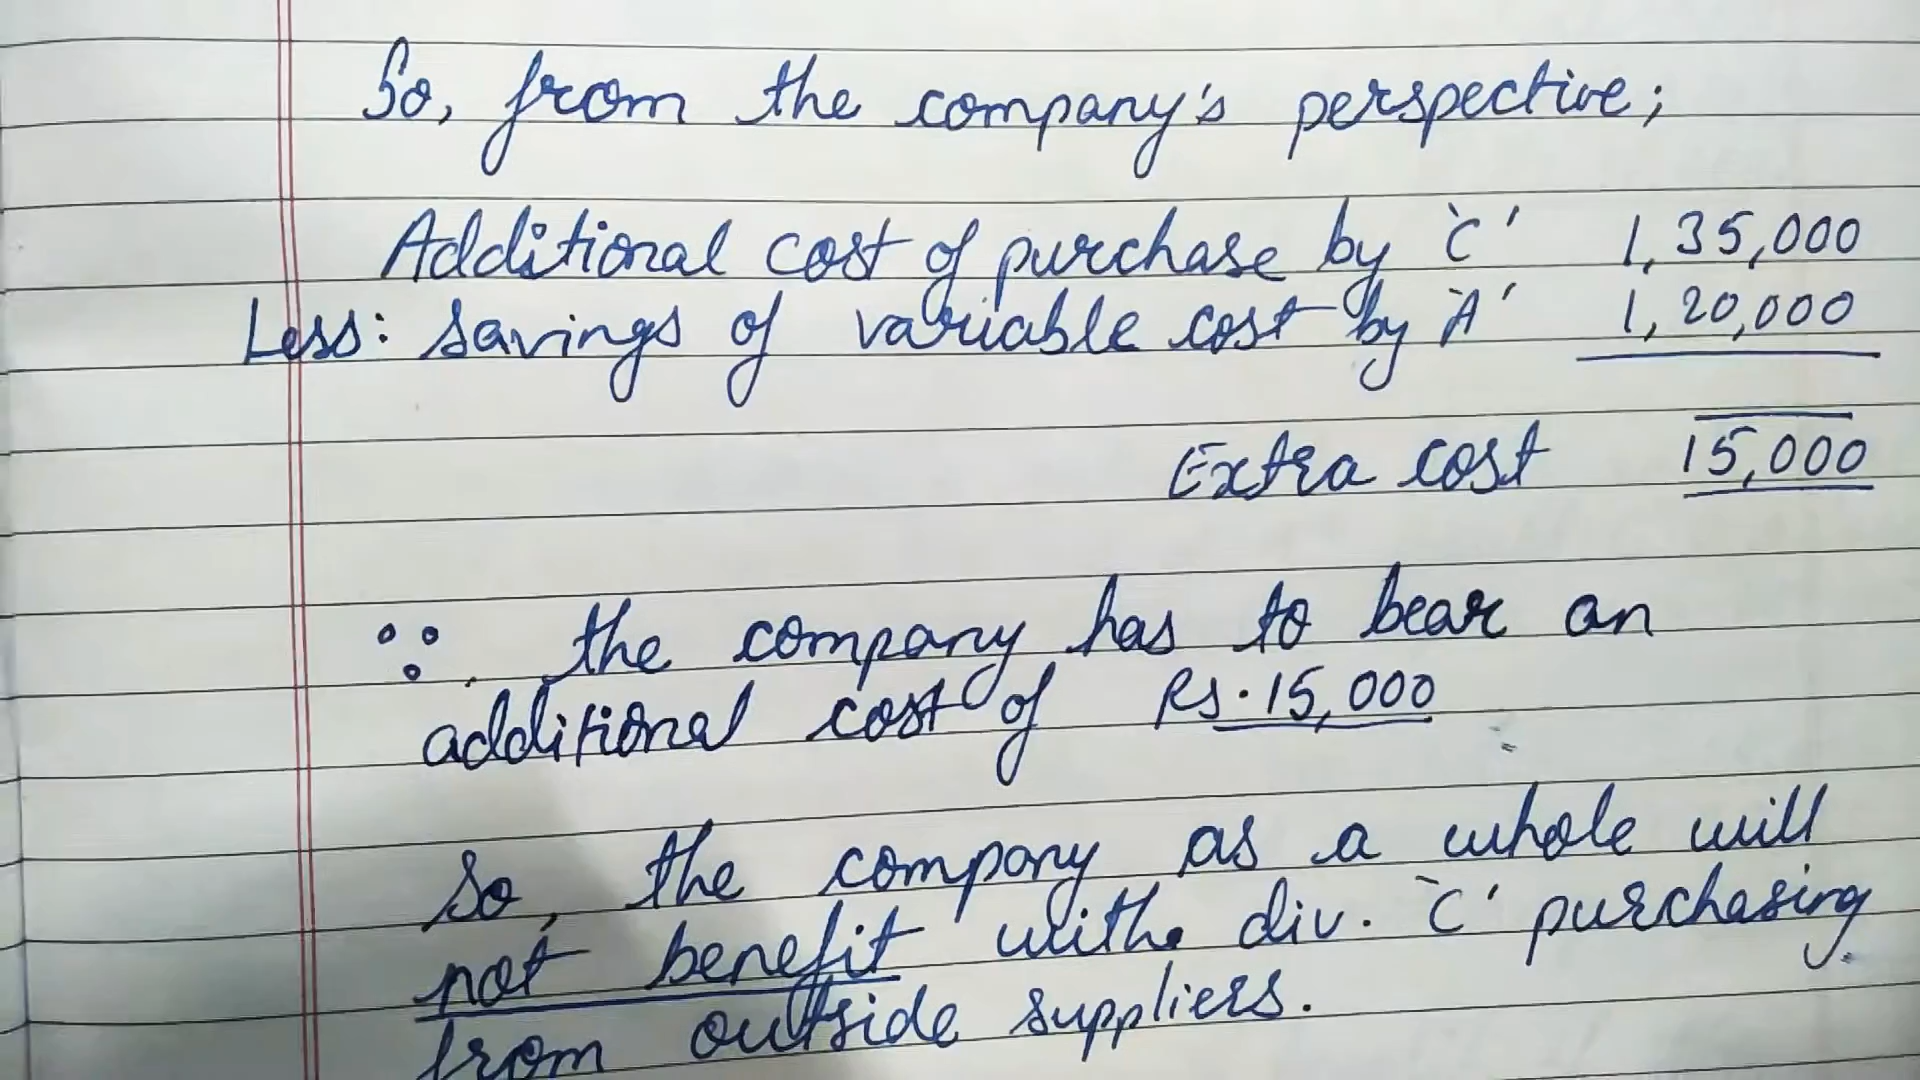 So, from the company's perspective;
Additional cost of purchase by 'C' 1,35,000
Less: savings of variable cost by 'A' 1,20,000
Extra cost 15,000
∵ the company has to bear an
additional cost of Rs. 15,000
So, the company as a whole will
not benefit with div. 'C' purchasing
from outside suppliers.